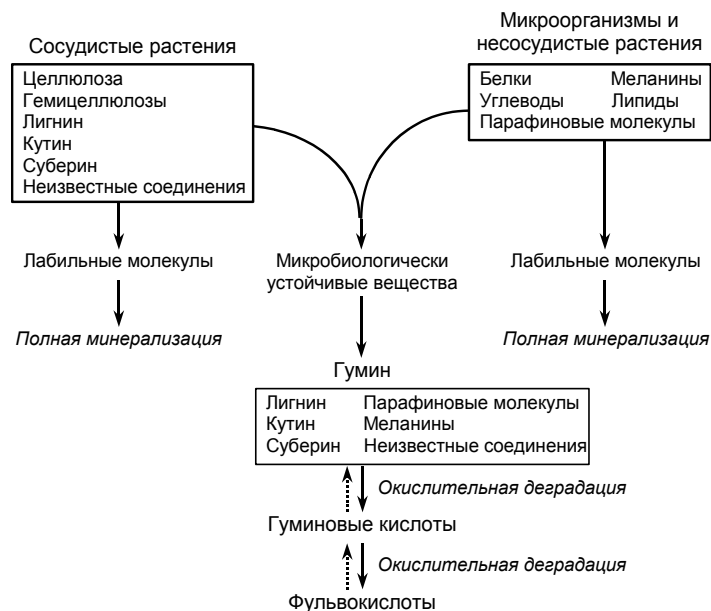 Сосудистые растения
Целлюлоза
Гемицеллюлозы
Лигнин
Кутин
Суберин
Неизвестные соединения
Микроорганизмы и
несосудистые растения
Белки Меланины
Углеводы Липиды
Парафиновые молекулы
Лабильные молекулы
Полная минерализация
Микробиологически
устойчивые вещества
Лабильные молекулы
Полная минерализация
Гумин
Лигнин Парафиновые молекулы
Кутин Меланины
Суберин Неизвестные соединения
Окислительная деградация
Гуминовые кислоты
Окислительная деградация
Фульвокислоты